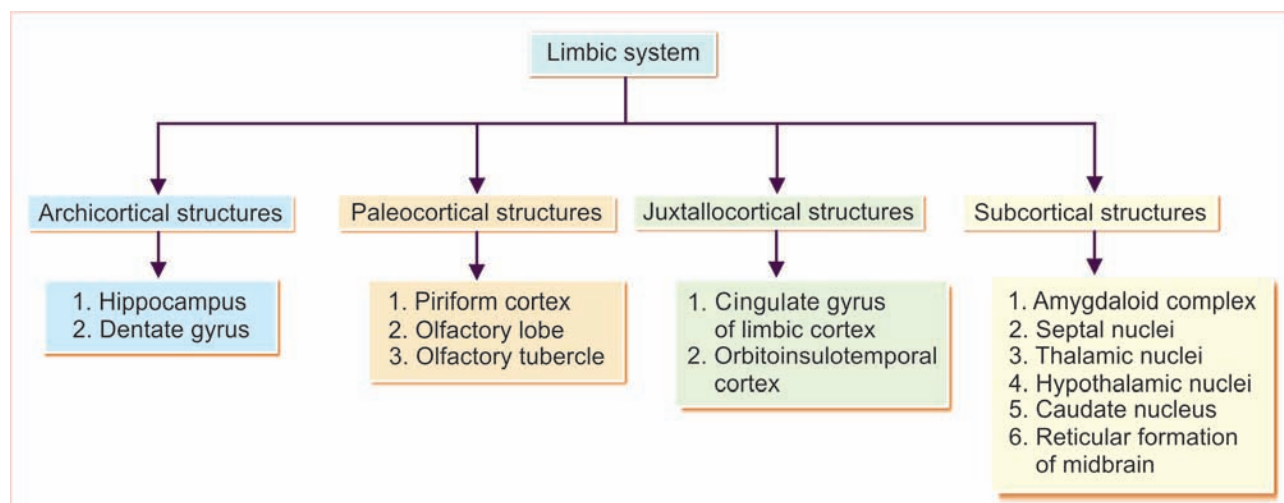 Limbic system
Archicortical structures
Paleocortical structures
Juxtallocortical structures
Subcortical structures
1. Hippocampus
2. Dentate gyrus
1. Piriform cortex
2. Olfactory lobe
3. Olfactory tubercle
1. Cingulate gyrus
of limbic cortex
2. Orbitoinsulotemporal
cortex
1. Amygdaloid complex
2. Septal nuclei
3. Thalamic nuclei
4. Hypothalamic nuclei
5. Caudate nucleus
6. Reticular formation
of midbrain